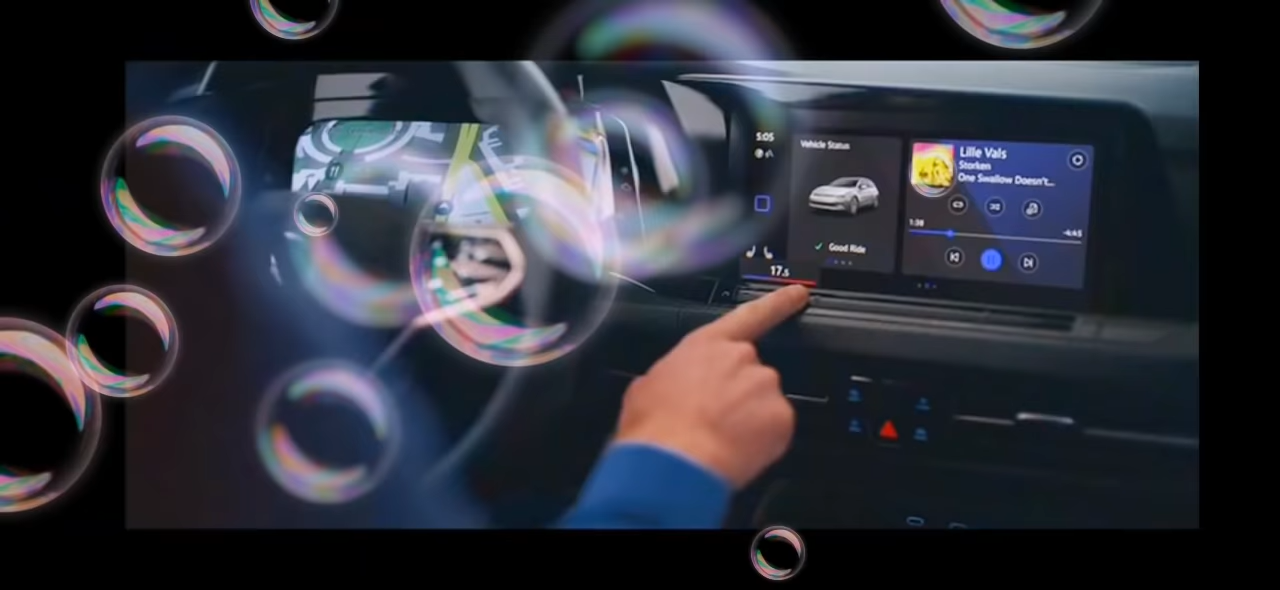 5:05
Vehicle Status
Good Ride
17.5
Lille Vals
Storken
One Swallow Doesn't...
1:38
-4:45